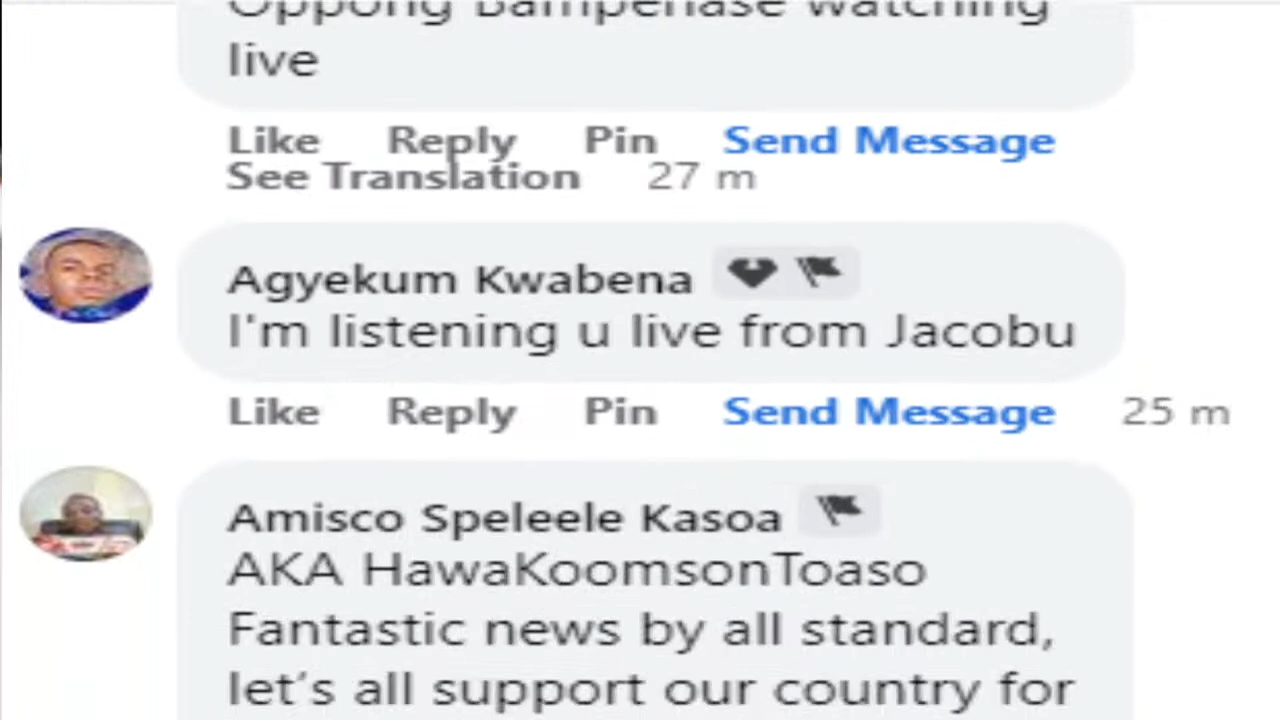 Oppong Bampenase watching
live
Like Reply Pin Send Message
See Translation 27 m
Agyekum Kwabena
I'm listening u live from Jacobu
Like Reply Pin Send Message 25 m
Amisco Speleele Kasoa
AKA HawaKoomsonToaso
Fantastic news by all standard,
let's all support our country for